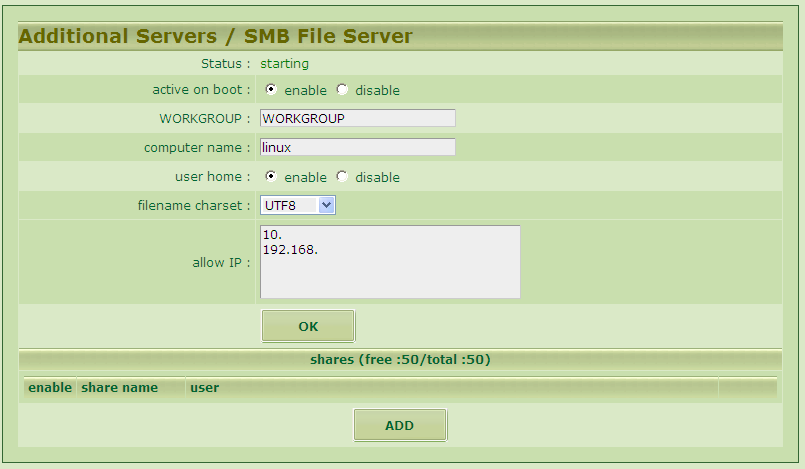 Additional Servers / SMB File Server
Status : starting
active on boot : enable disable
WORKGROUP : WORKGROUP
computer name : linux
user home : enable disable
filename charset : UTF8
allow IP : 10.
192.168.
OK
shares (free :50/total :50)
enable share name user
ADD